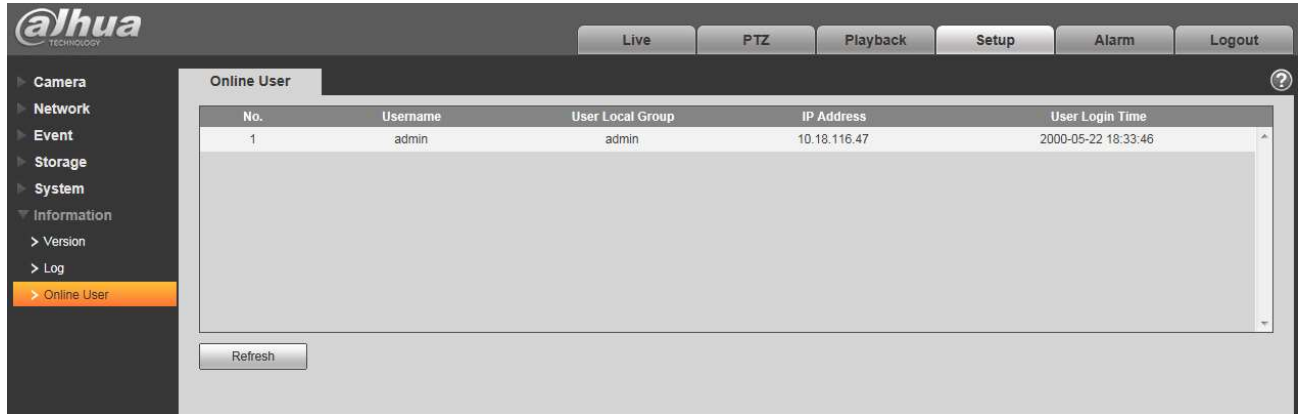 alhua
TECHNOLOGY
Live PTZ Playback Setup Alarm Logout
Camera
Network
Event
Storage
System
Information
> Version
> Log
> Online User
Online User
?
No. Username User Local Group IP Address User Login Time
1 admin admin 10.18.116.47 2000-05-22 18:33:46
Refresh